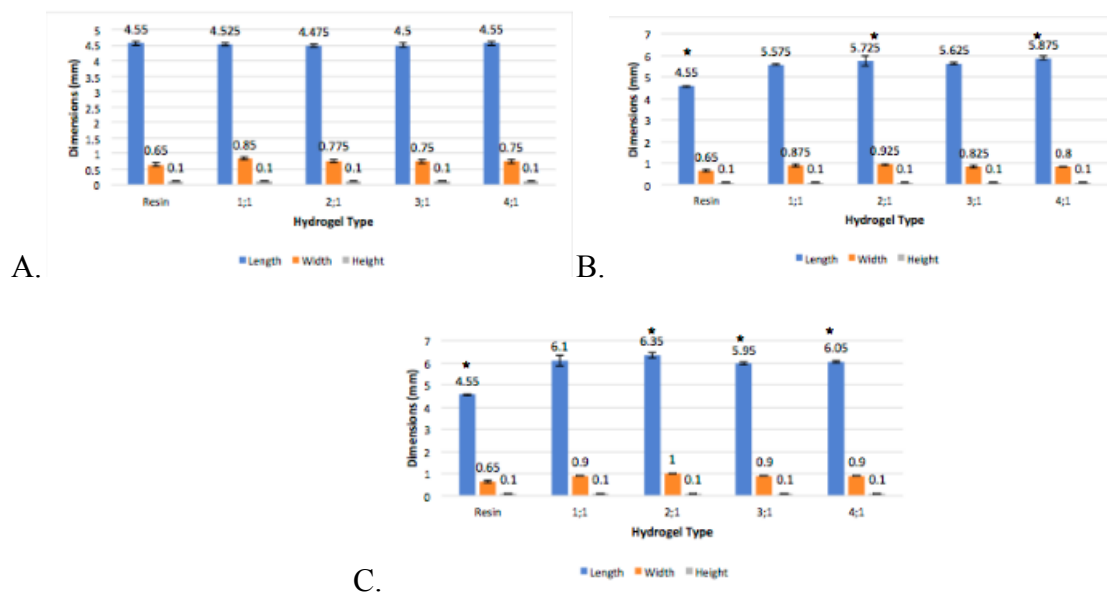 5
4.5
4
3.5
3
2.5
2
1.5
1
0.5
0
Dimensions (mm)
4.55 4.525 4.475 4.5 4.55
0.65 0.85 0.775 0.75 0.75
0.1 0.1 0.1 0.1 0.1
Resin 1;1 2;1 3;1 4;1
Hydrogel Type
Length Width Height
A.
7
6
5
4
3
2
1
0
Dimensions (mm)
★ ★ ★
4.55 5.575 5.725 5.625 5.875
0.65 0.875 0.925 0.825 0.8
0.1 0.1 0.1 0.1 0.1
Resin 1;1 2;1 3;1 4;1
Hydrogel Type
Length Width Height
B.
7
6
5
4
3
2
1
0
Dimensions (mm)
★ ★ ★ ★
4.55 6.1 6.35 5.95 6.05
0.65 0.9 1 0.9 0.9
0.1 0.1 0.1 0.1 0.1
Resin 1;1 2;1 3;1 4;1
Hydrogel Type
Length Width Height
C.